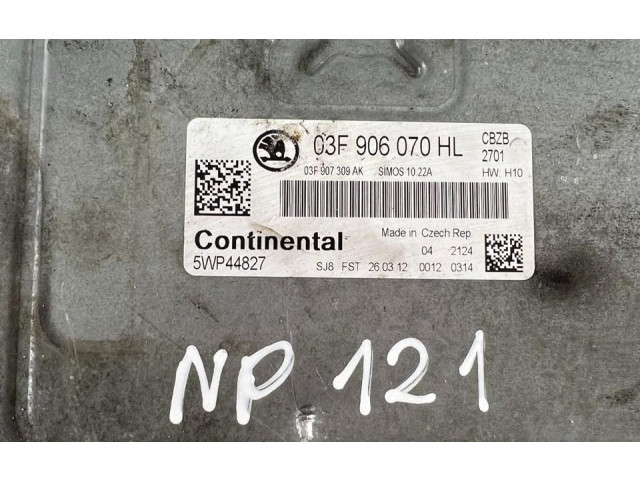 03F 906 070 HL CBZB
2701
03F 907 309 AK SIMOS 10.22A HW: H10
Continental Made in Czech Rep.
04 2124
5WP44827 SJ8 FST 26.03.12 0012 0314
NP 121